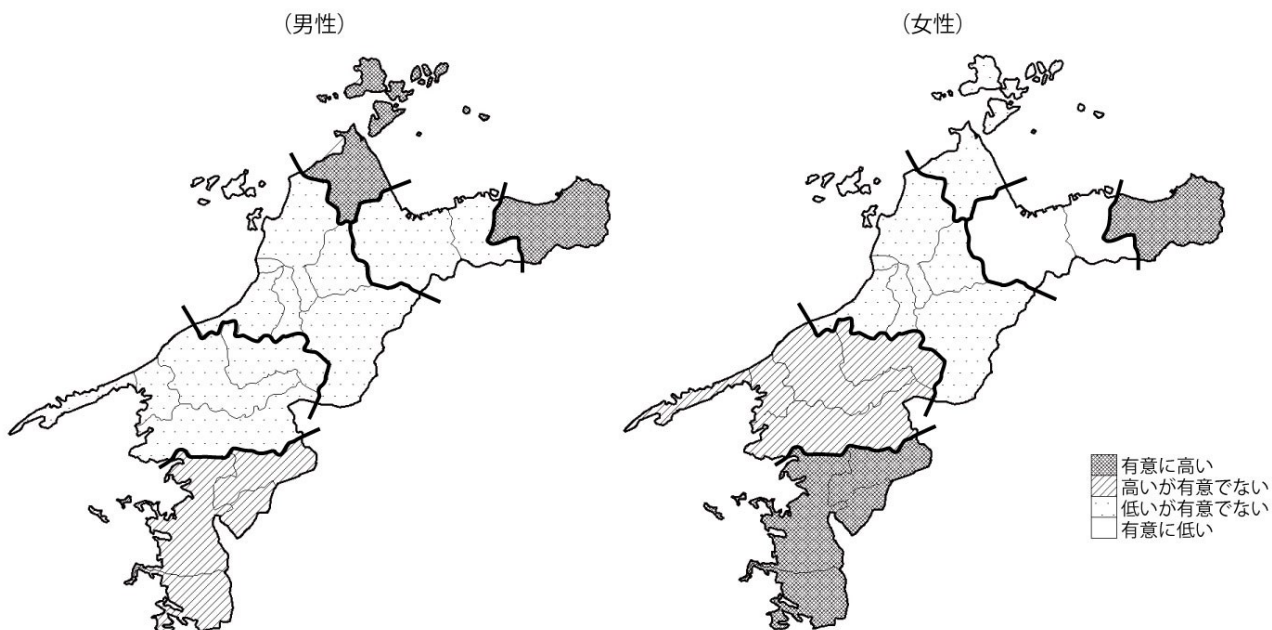 (男性)
(女性)
有意に高い
高いが有意でない
低いが有意でない
有意に低い